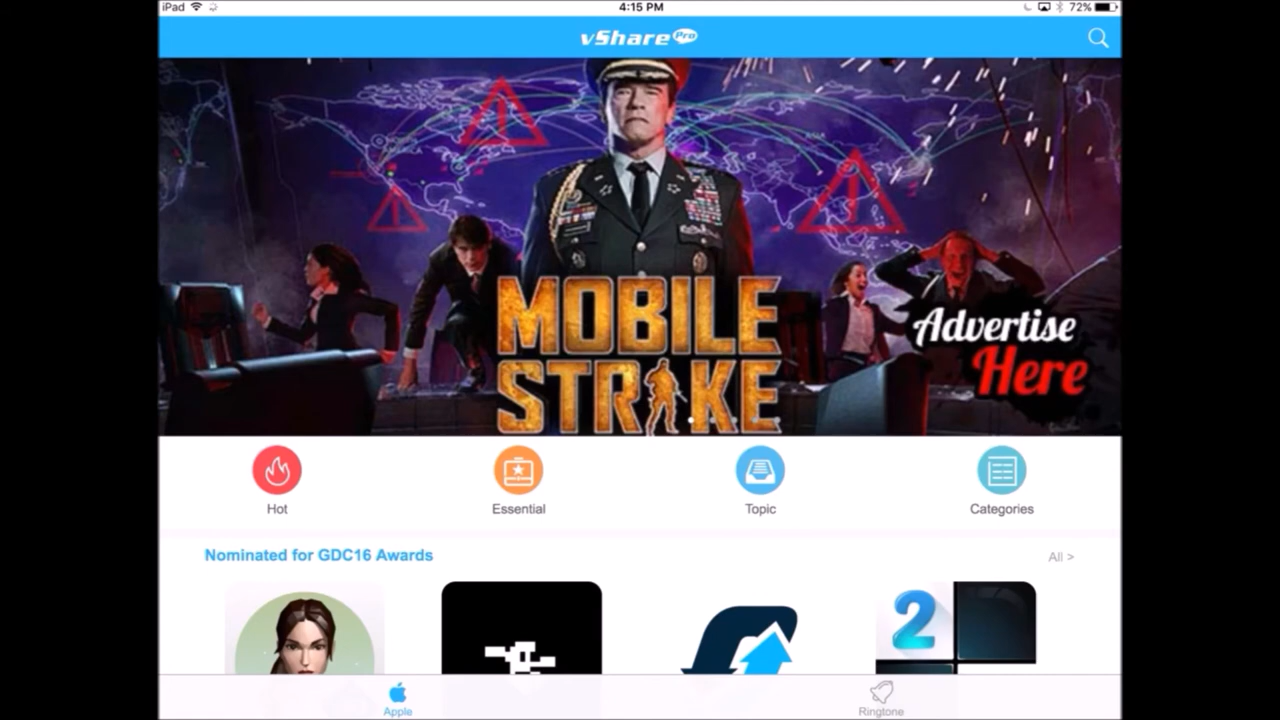 iPad
4:15 PM
72%
vShare Pro
ASIA
MOBILE
STRIKE
Advertise
Here
Hot
Essential
Topic
Categories
Nominated for GDC16 Awards
All >
2
Apple
Ringtone